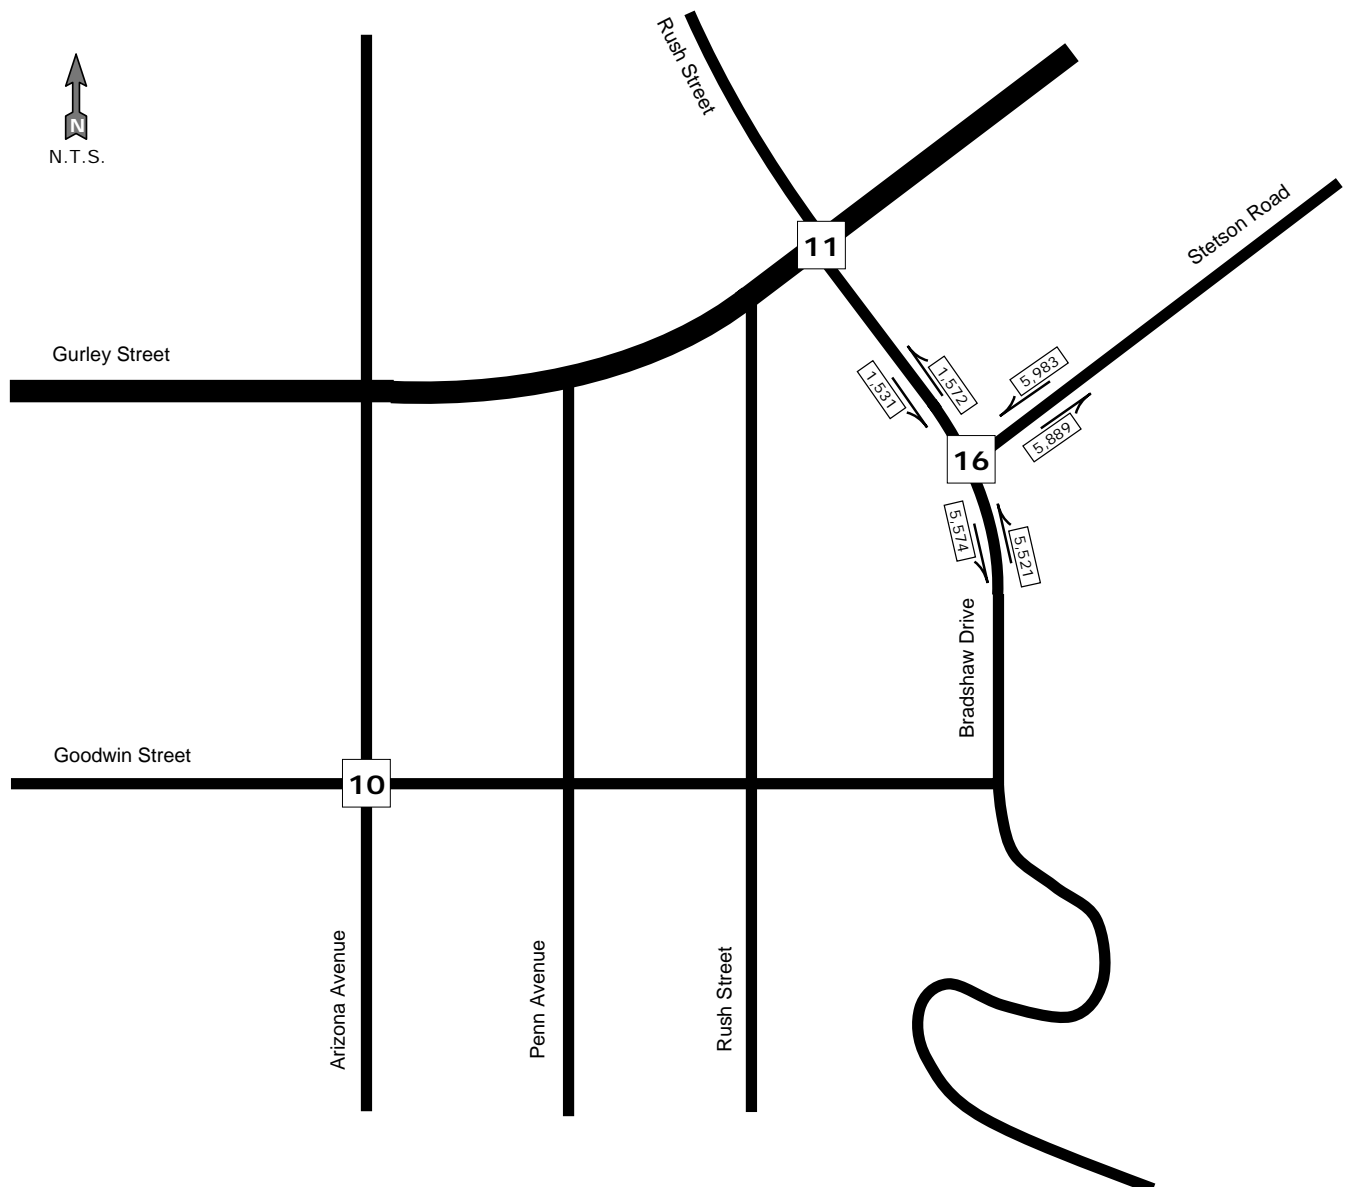 Rush Street
N
N.T.S.
Stetson Road
11
Gurley Street
5,983
1,572
1,531
5,889
16
5,574
5,521
Bradshaw Drive
Goodwin Street
10
Arizona Avenue
Penn Avenue
Rush Street